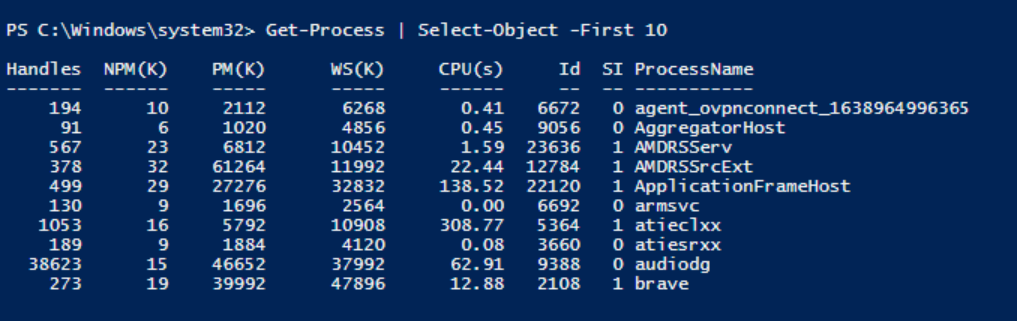 PS C:\Windows\system32> Get-Process | Select-Object -First 10
Handles  NPM(K)    PM(K)      WS(K)     CPU(s)     Id  SI ProcessName
-------  ------    -----      -----     ------     --  -- -----------
    194      10     2112       6268       0.41   6672   0 agent_ovpnconnect_1638964996365
     91       6     1020       4856       0.45   9056   0 AggregatorHost
    567      23     6812      10452       1.59  23636   1 AMDRSServ
    378      32    61264      11992      22.44  12784   1 AMDRSSrcExt
    499      29    27276      32832     138.52  22120   1 ApplicationFrameHost
    130       9     1696       2564       0.00   6692   0 armsvc
   1053      16     5792      10908     308.77   5364   1 atieclxx
    189       9     1884       4120       0.08   3660   0 atiesrxx
  38623      15    46652      37992      62.91   9388   0 audiodg
    273      19    39992      47896      12.88   2108   1 brave